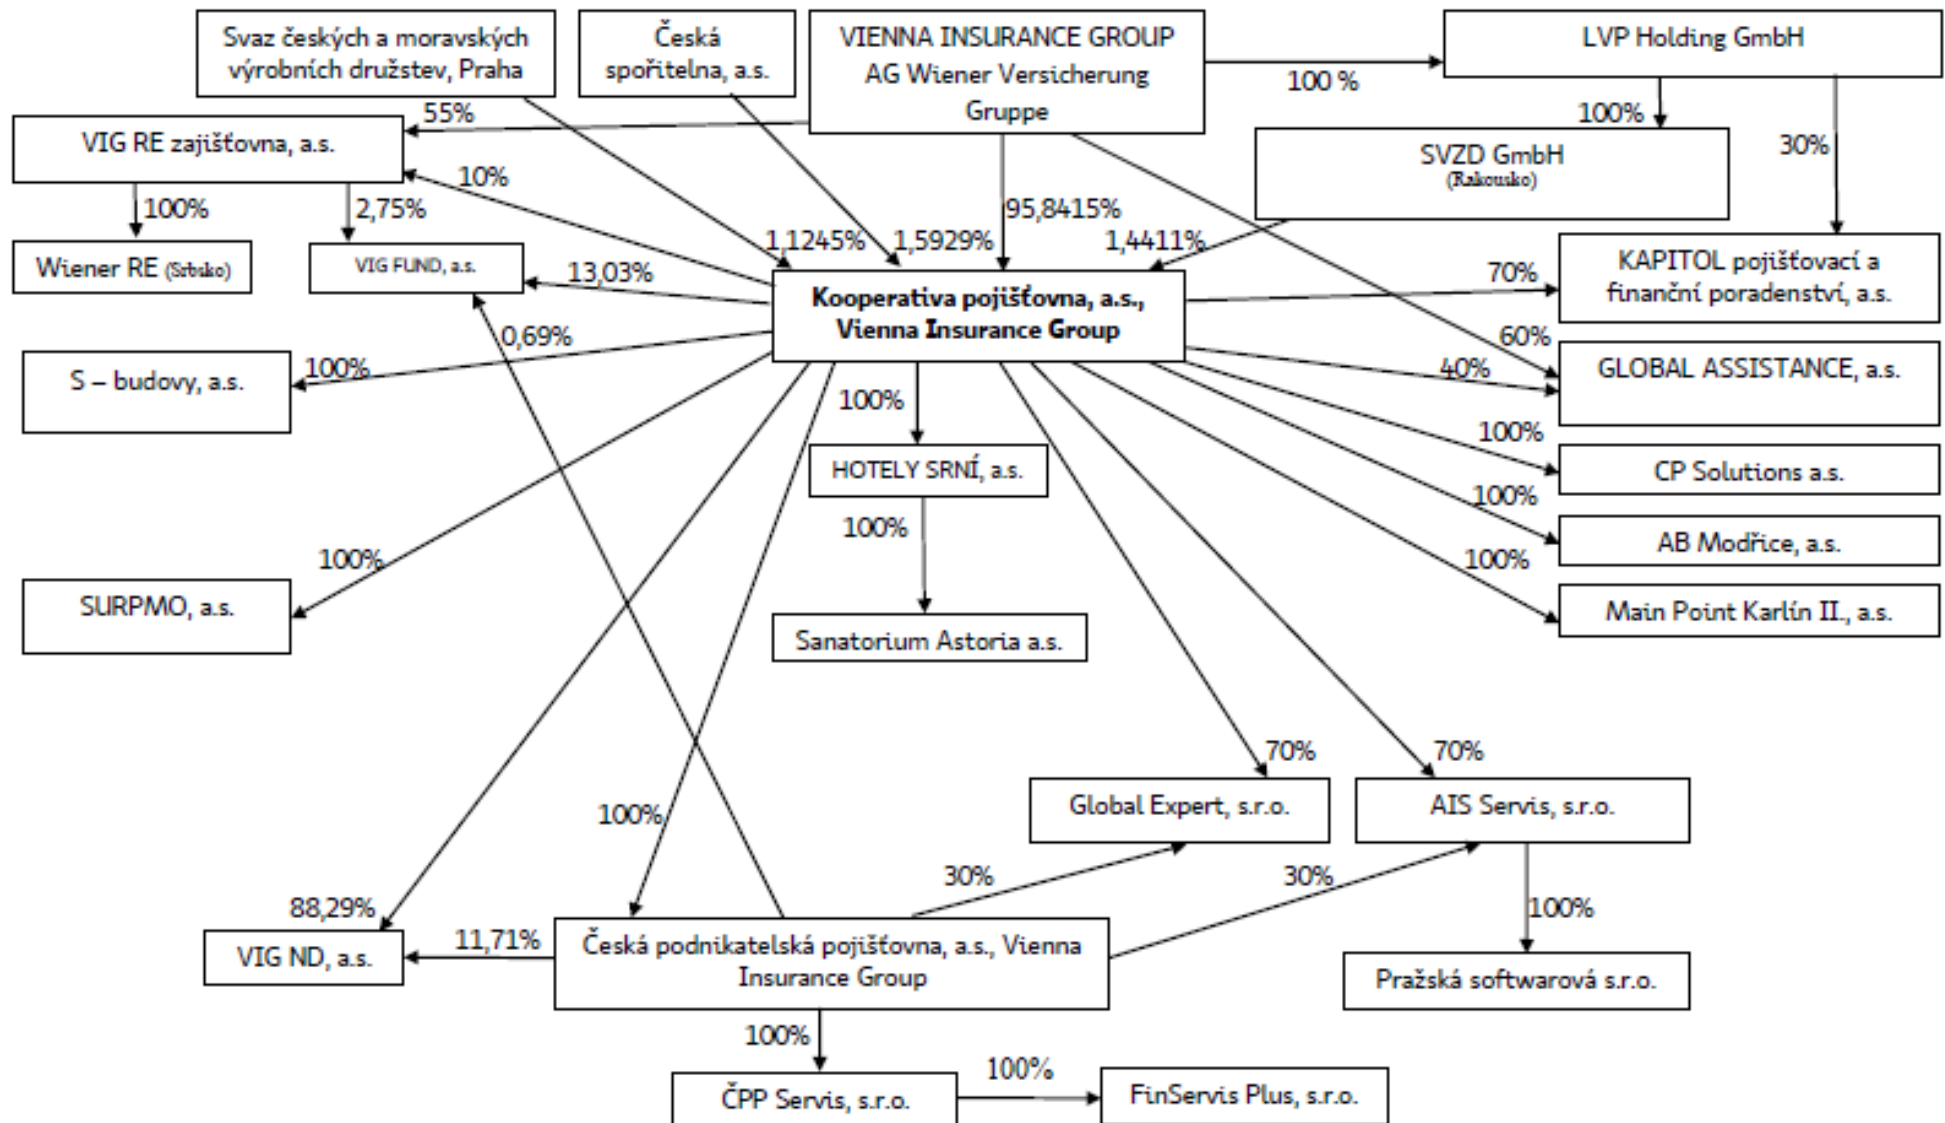 Svaz českých a moravských
výrobních družstev, Praha
Česká
spořitelna, a.s.
VIENNA INSURANCE GROUP
AG Wiener Versicherung
Gruppe
LVP Holding GmbH
100 %
55%
100%
30%
VIG RE zajišťovna, a.s.
SVZD GmbH
(Rakousko)
10%
100%
2,75%
95,8415%
1,1245%
1,5929%
1,4411%
Wiener RE (Srbsko)
VIG FUND, a.s.
13,03%
Kooperativa pojišťovna, a.s.,
Vienna Insurance Group
70%
KAPITOL pojišťovací a
finanční poradenství, a.s.
0,69%
60%
S – budovy, a.s.
100%
40%
GLOBAL ASSISTANCE, a.s.
100%
100%
HOTELY SRNÍ, a.s.
CP Solutions a.s.
100%
100%
AB Modřice, a.s.
100%
100%
SURPMO, a.s.
Main Point Karlín II., a.s.
Sanatorium Astoria a.s.
70%
70%
100%
Global Expert, s.r.o.
AIS Servis, s.r.o.
30%
30%
88,29%
100%
VIG ND, a.s.
11,71%
Česká podnikatelská pojišťovna, a.s., Vienna
Insurance Group
Pražská softwarová s.r.o.
100%
ČPP Servis, s.r.o.
100%
FinServis Plus, s.r.o.